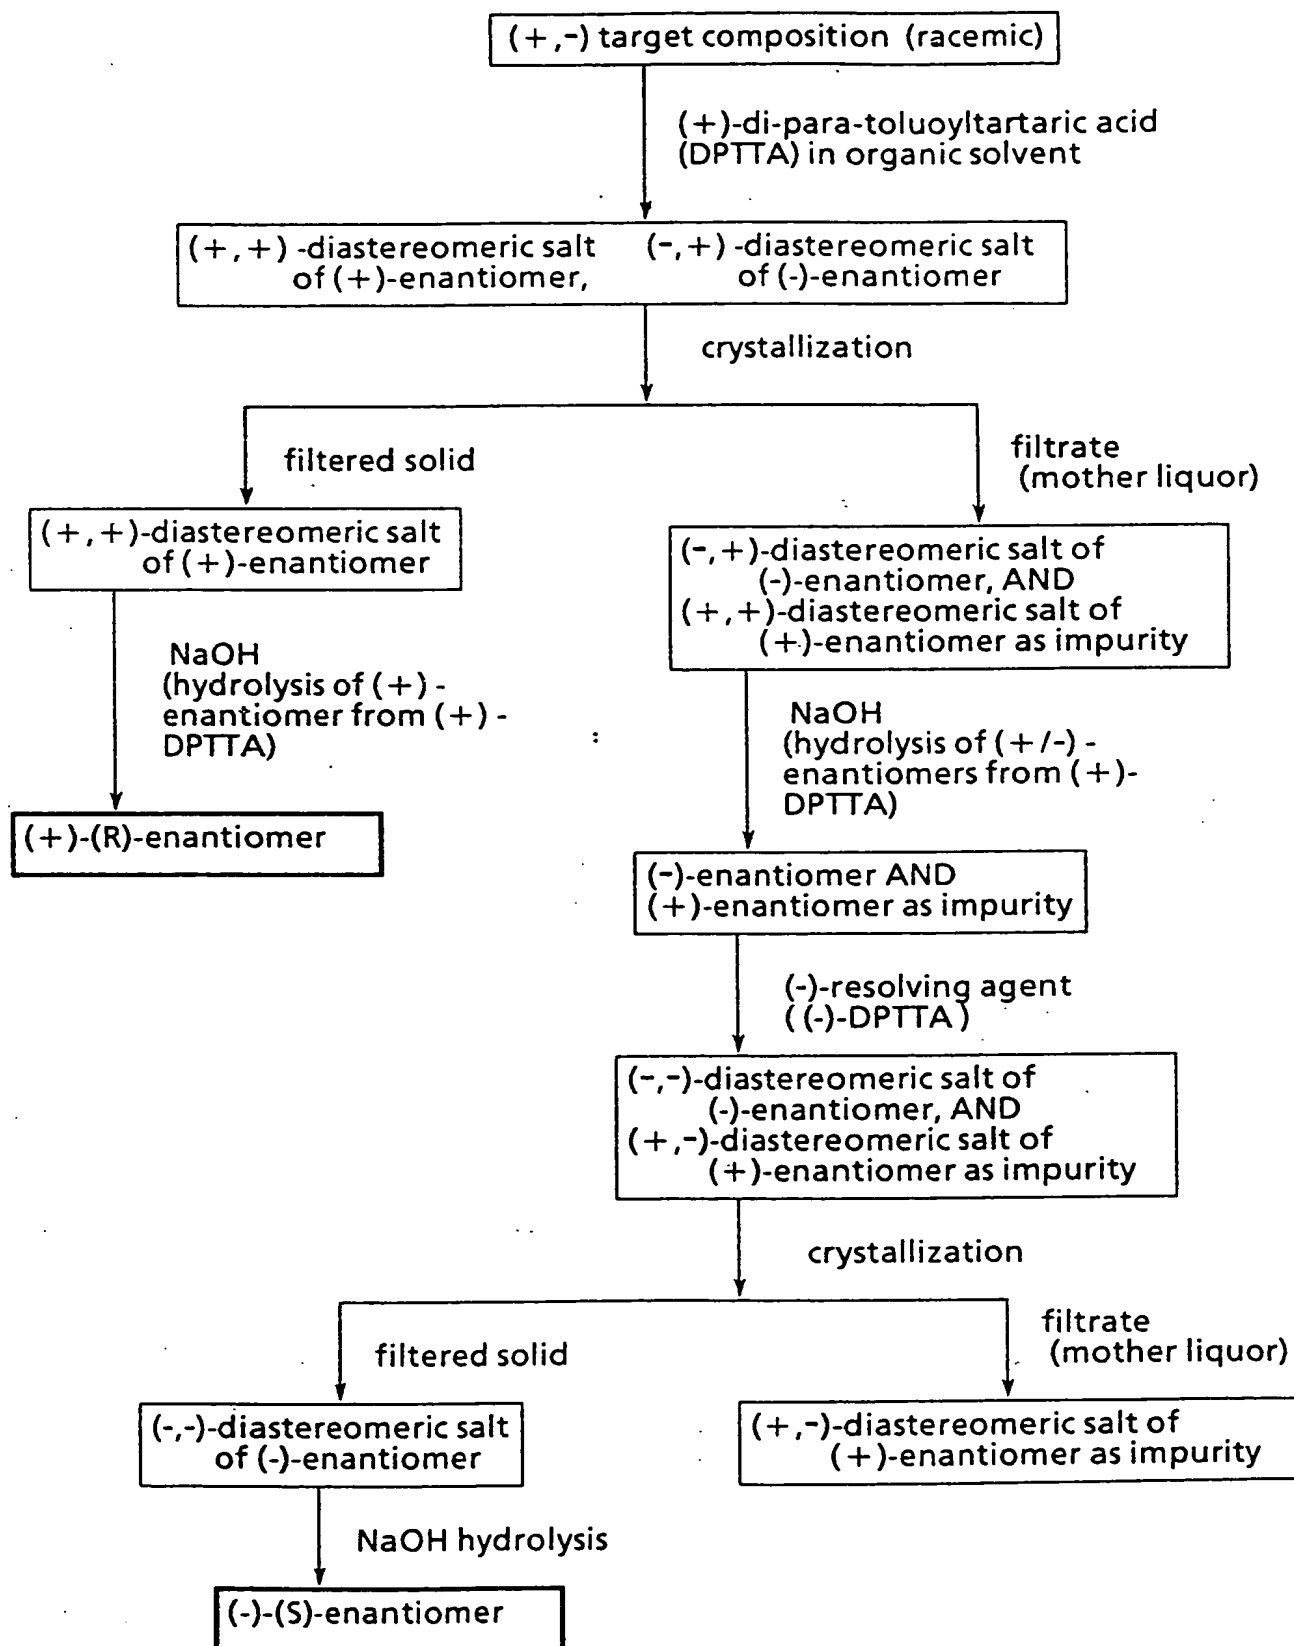 (+,-) target composition (racemic)
(+)-di-para-toluoyltartaric acid
(DPTTA) in organic solvent
(+,+)-diastereomeric salt
of (+)-enantiomer,
(-,+)-diastereomeric salt
of (-)-enantiomer
crystallization
filtered solid
filtrate
(mother liquor)
(+,+)-diastereomeric salt
of (+)-enantiomer
(-,+)-diastereomeric salt of
(-)-enantiomer, AND
(+,+)-diastereomeric salt of
(+)-enantiomer as impurity
NaOH
(hydrolysis of (+)-
enantiomer from (+)-
DPTTA)
NaOH
(hydrolysis of (+/-)-
enantiomers from (+)-
DPTTA)
(+)-(R)-enantiomer
(-)-enantiomer AND
(+)-enantiomer as impurity
(-)-resolving agent
((-)-DPTTA)
(-,-)-diastereomeric salt of
(-)-enantiomer, AND
(+,-)-diastereomeric salt of
(+)-enantiomer as impurity
crystallization
filtered solid
filtrate
(mother liquor)
(-,-)-diastereomeric salt
of (-)-enantiomer
(+,-)-diastereomeric salt of
(+)-enantiomer as impurity
NaOH hydrolysis
(-)-(S)-enantiomer